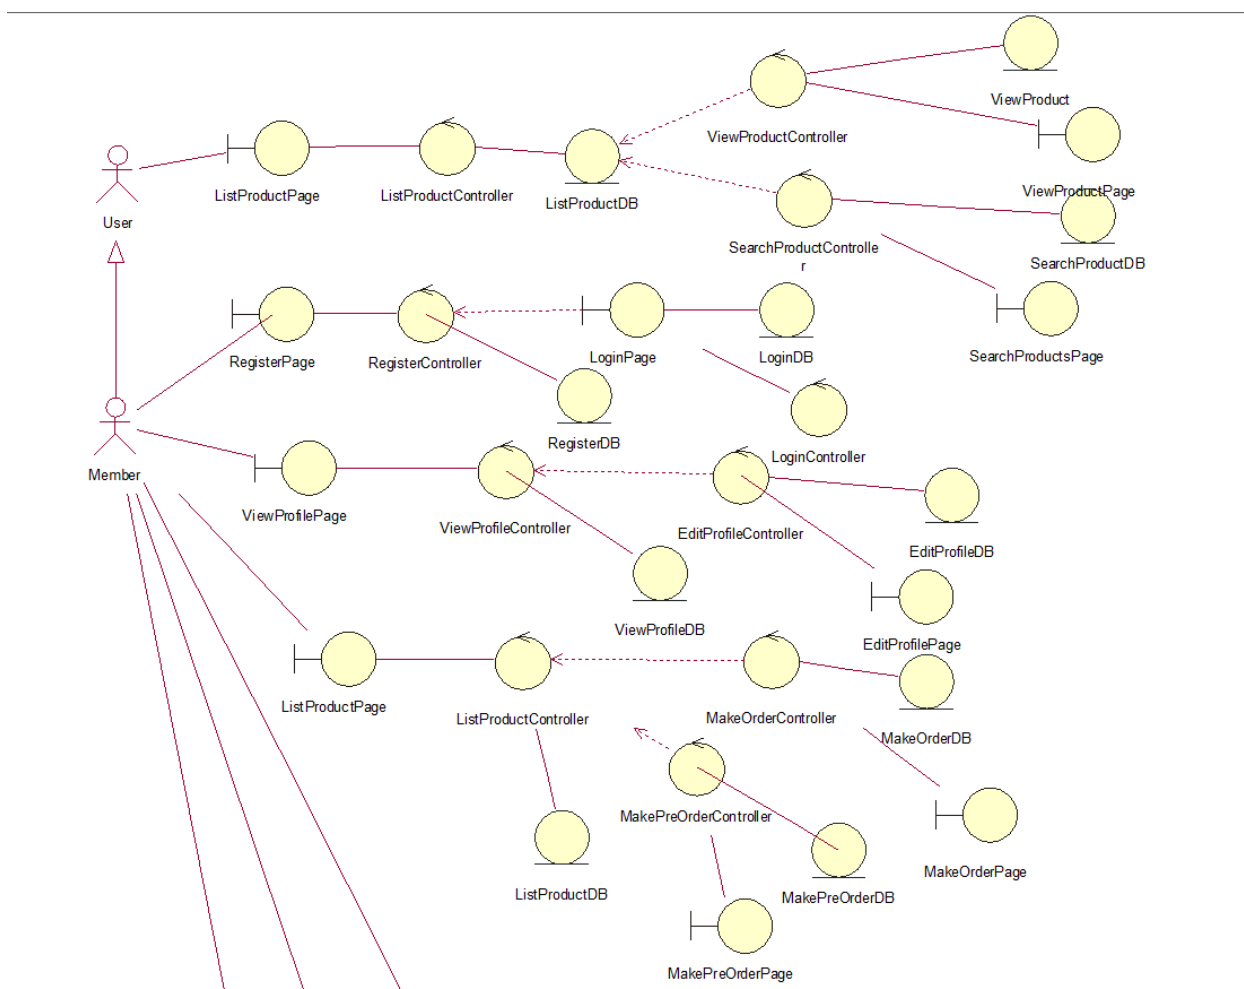 ViewProduct
ViewProductController
ViewProductPage
ListProductPage
ListProductController
ListProductDB
User
SearchProductControlle
r
SearchProductDB
SearchProductsPage
RegisterPage
RegisterController
LoginPage
LoginDB
RegisterDB
LoginController
Member
ViewProfilePage
ViewProfileController
EditProfileController
EditProfileDB
ViewProfileDB
EditProfilePage
ListProductPage
ListProductController
MakeOrderController
MakeOrderDB
MakePreOrderController
MakeOrderPage
ListProductDB
MakePreOrderDB
MakePreOrderPage